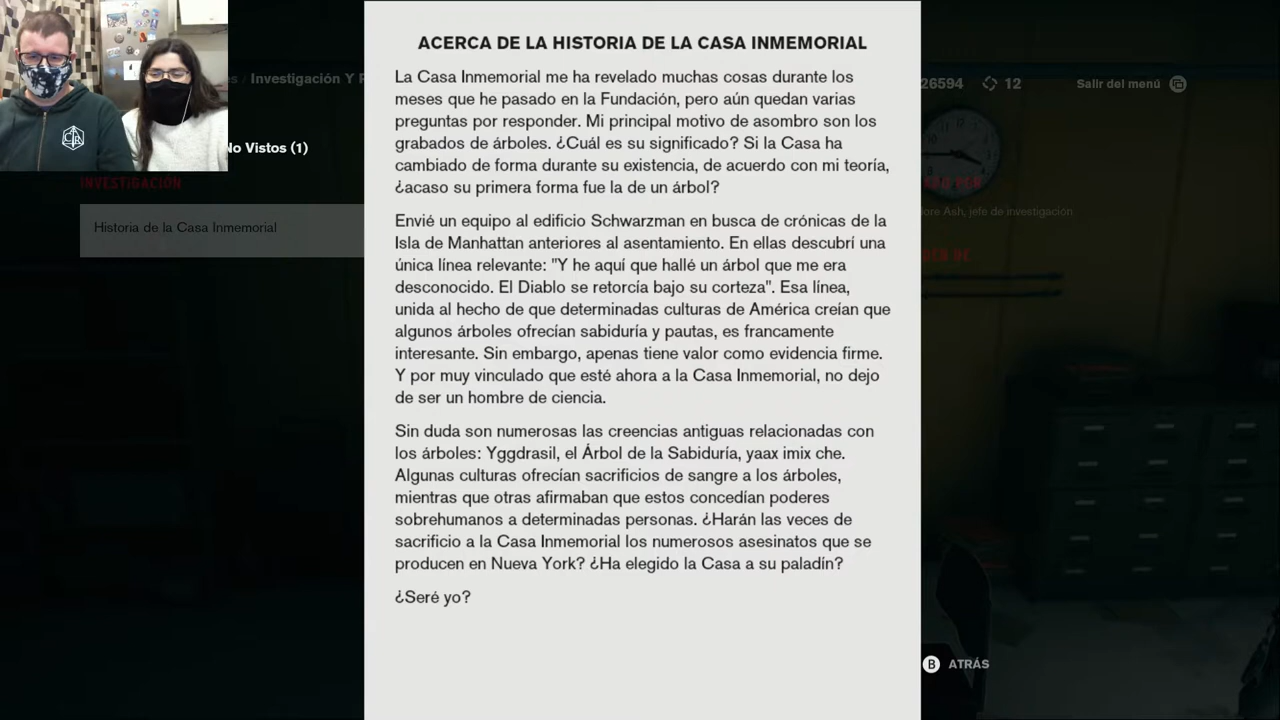 ACERCA DE LA HISTORIA DE LA CASA INMEMORIAL
La Casa Inmemorial me ha revelado muchas cosas durante los
meses que he pasado en la Fundación, pero aún quedan varias
preguntas por responder. Mi principal motivo de asombro son los
grabados de árboles. ¿Cuál es su significado? Si la Casa ha
cambiado de forma durante su existencia, de acuerdo con mi teoría,
¿acaso su primera forma fue la de un árbol?
Envié un equipo al edificio Schwarzman en busca de crónicas de la
Isla de Manhattan anteriores al asentamiento. En ellas descubrí una
única línea relevante: "Y he aquí que hallé un árbol que me era
desconocido. El Diablo se retorcía bajo su corteza". Esa línea,
unida al hecho de que determinadas culturas de América creían que
algunos árboles ofrecían sabiduría y pautas, es francamente
interesante. Sin embargo, apenas tiene valor como evidencia firme.
Y por muy vinculado que esté ahora a la Casa Inmemorial, no dejo
de ser un hombre de ciencia.
Sin duda son numerosas las creencias antiguas relacionadas con
los árboles: Yggdrasil, el Árbol de la Sabiduría, yaax imix che.
Algunas culturas ofrecían sacrificios de sangre a los árboles,
mientras que otras afirmaban que estos concedían poderes
sobrehumanos a determinadas personas. ¿Harán las veces de
sacrificio a la Casa Inmemorial los numerosos asesinatos que se
producen en Nueva York? ¿Ha elegido la Casa a su paladín?
¿Seré yo?
Investigación Y
No Vistos (1)
INVESTIGACIÓN
Historia de la Casa Inmemorial
26594 12 Salir del menú
Ash, jefe de investigación
B ATRÁS